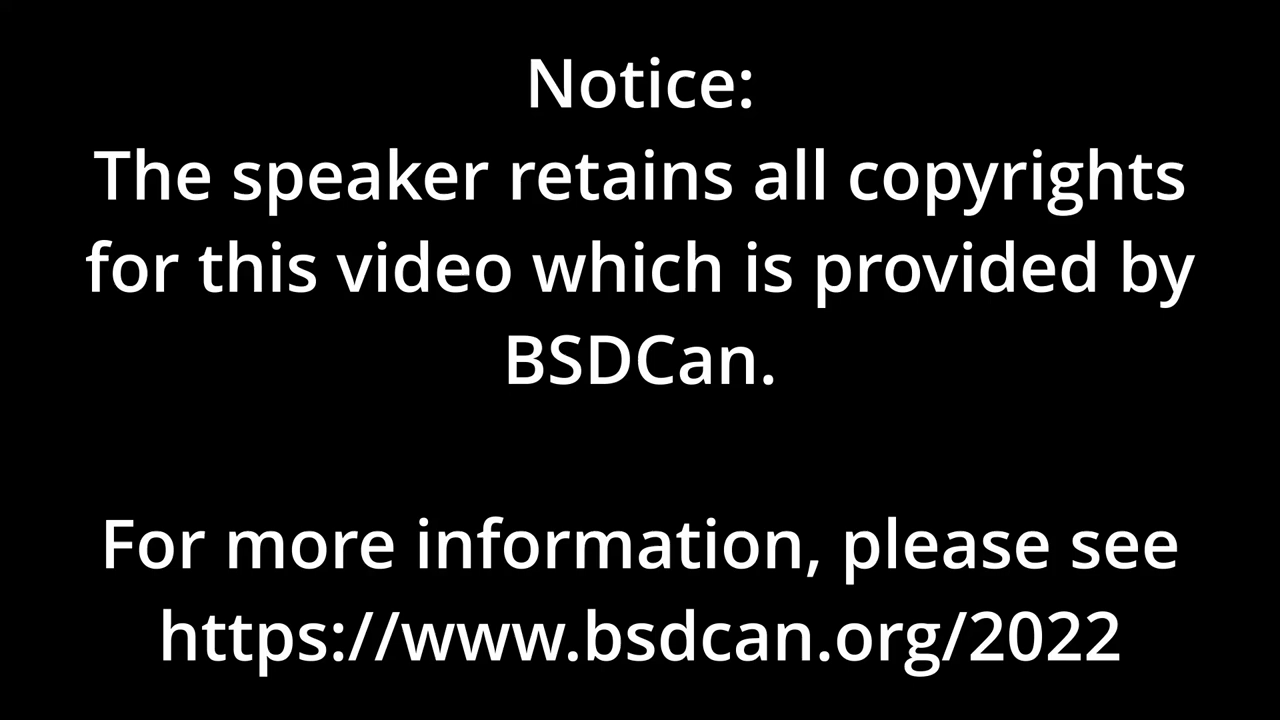 Notice:
The speaker retains all copyrights
for this video which is provided by
BSDCan.
For more information, please see
https://www.bsdcan.org/2022